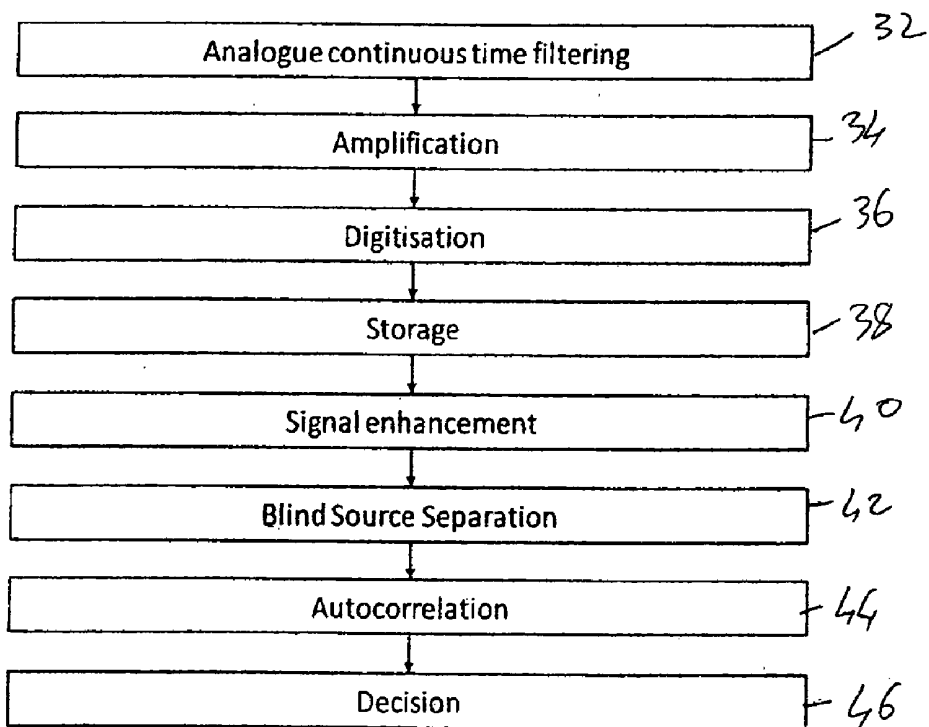 Analogue continuous time filtering 32
Amplification 34
Digitisation 36
Storage 38
Signal enhancement 40
Blind Source Separation 42
Autocorrelation 44
Decision 46